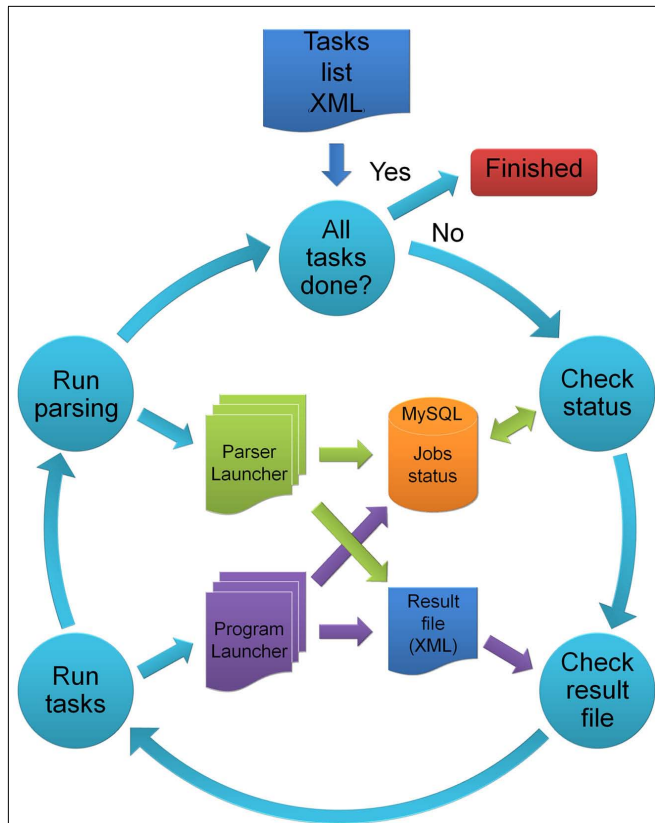 Tasks
list
(XML)
Yes
Finished
All
tasks
done?
No
Run
parsing
Check
status
Parser
Launcher
MySQL
Jobs
status
Program
Launcher
Result
file
(XML)
Run
tasks
Check
result
file